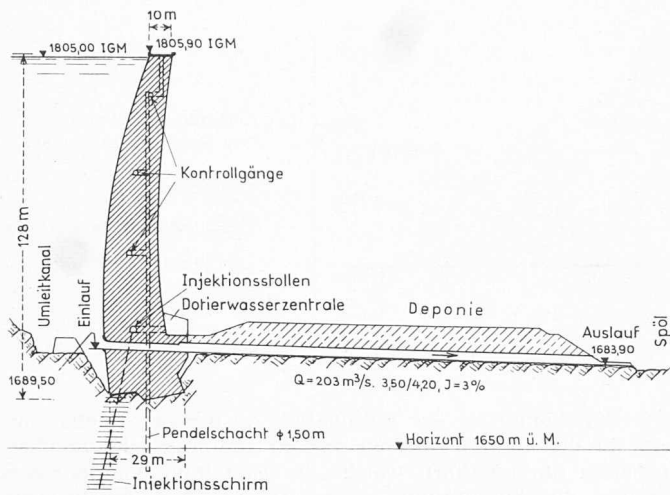 10 m
1805,00 IGM
1805,90 IGM
Kontrollgänge
128 m
Umleitkanal
Einlauf
Injektionsstollen
Dotierwasserzentrale
Deponie
Auslauf
1683,90
Spöl
1689,50
Q = 203 m³/s. 3,50/4,20, J = 3%
Pendelschacht ϕ 1,50 m
Horizont 1650 m ü. M.
29 m
Injektionsschirm